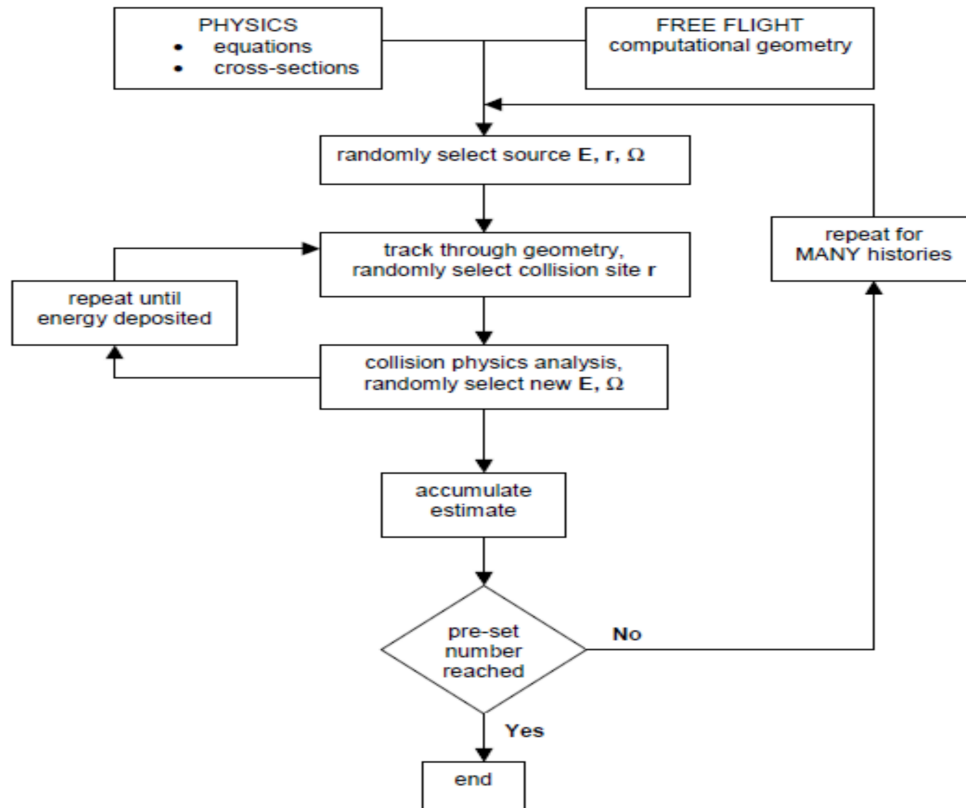 PHYSICS
• equations
• cross-sections
FREE FLIGHT
computational geometry
randomly select source E, r, Ω
track through geometry,
randomly select collision site r
repeat for
MANY histories
repeat until
energy deposited
collision physics analysis,
randomly select new E, Ω
accumulate
estimate
pre-set
number
reached
No
Yes
end